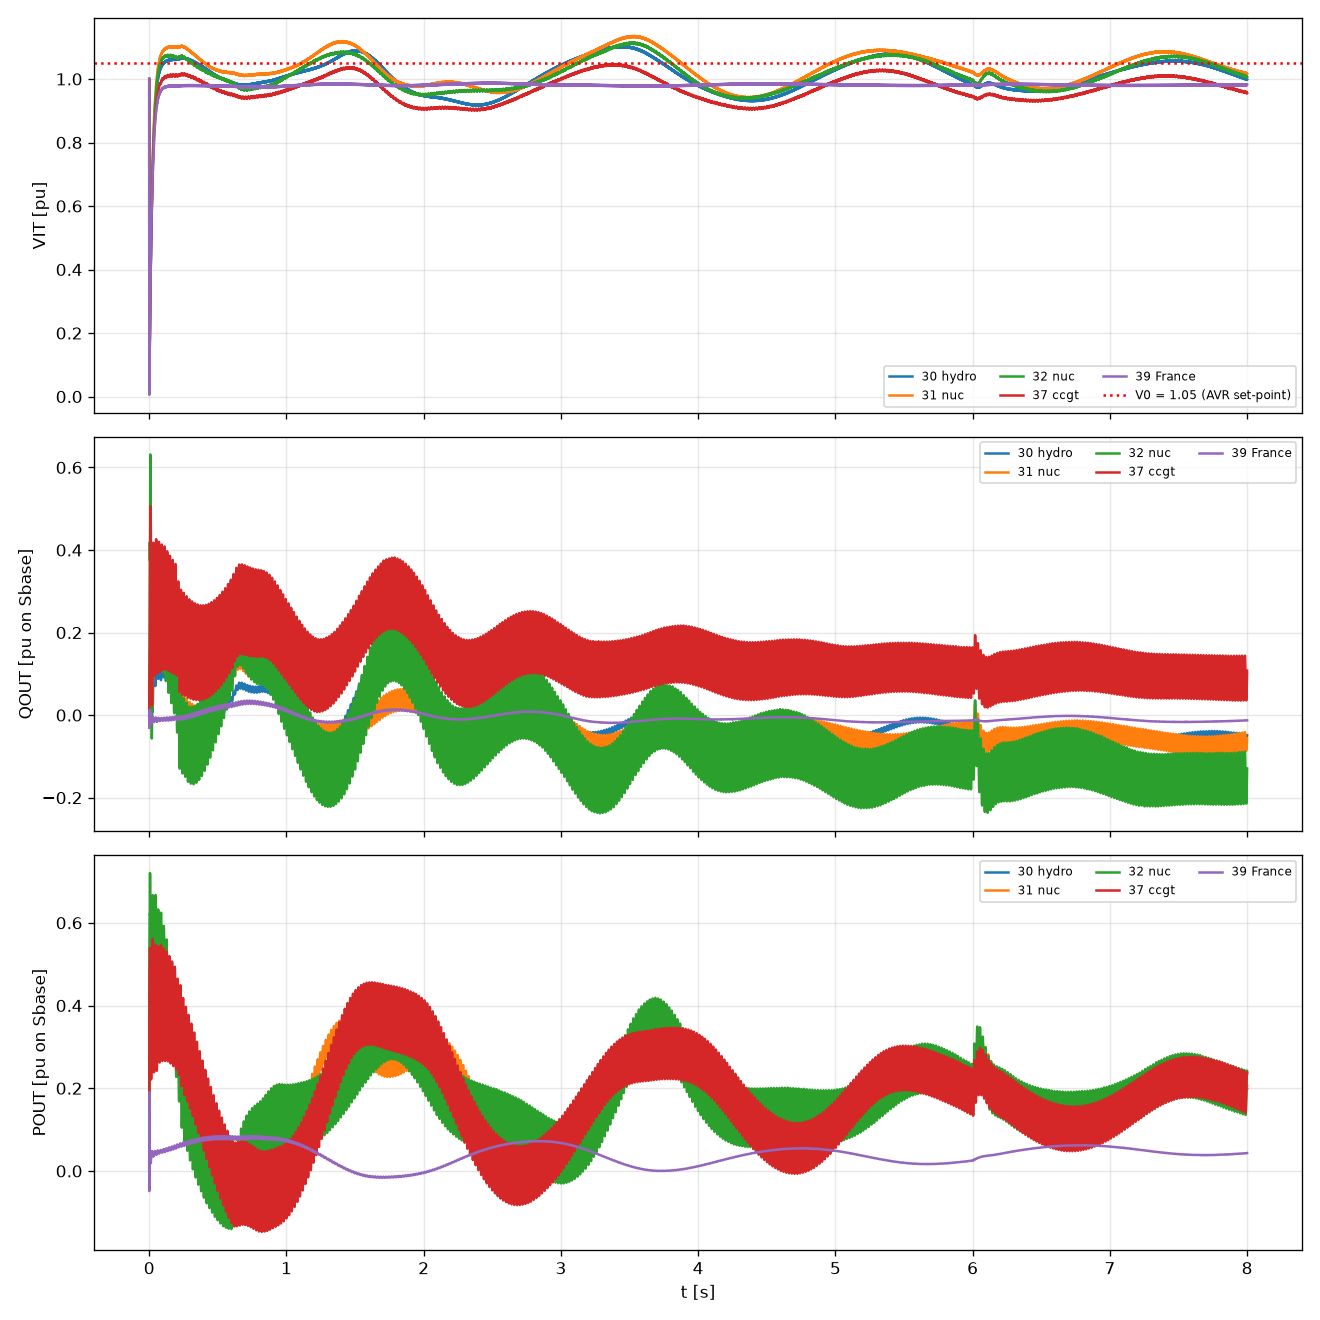 VIT [pu]
1.0
0.8
0.6
0.4
0.2
0.0
30 hydro 32 nuc 39 France
31 nuc 37 ccgt V0 = 1.05 (AVR set-point)
QOUT [pu on Sbase]
0.6
0.4
0.2
0.0
−0.2
30 hydro 32 nuc 39 France
31 nuc 37 ccgt
POUT [pu on Sbase]
0.6
0.4
0.2
0.0
30 hydro 32 nuc 39 France
31 nuc 37 ccgt
0 1 2 3 4 5 6 7 8
t [s]